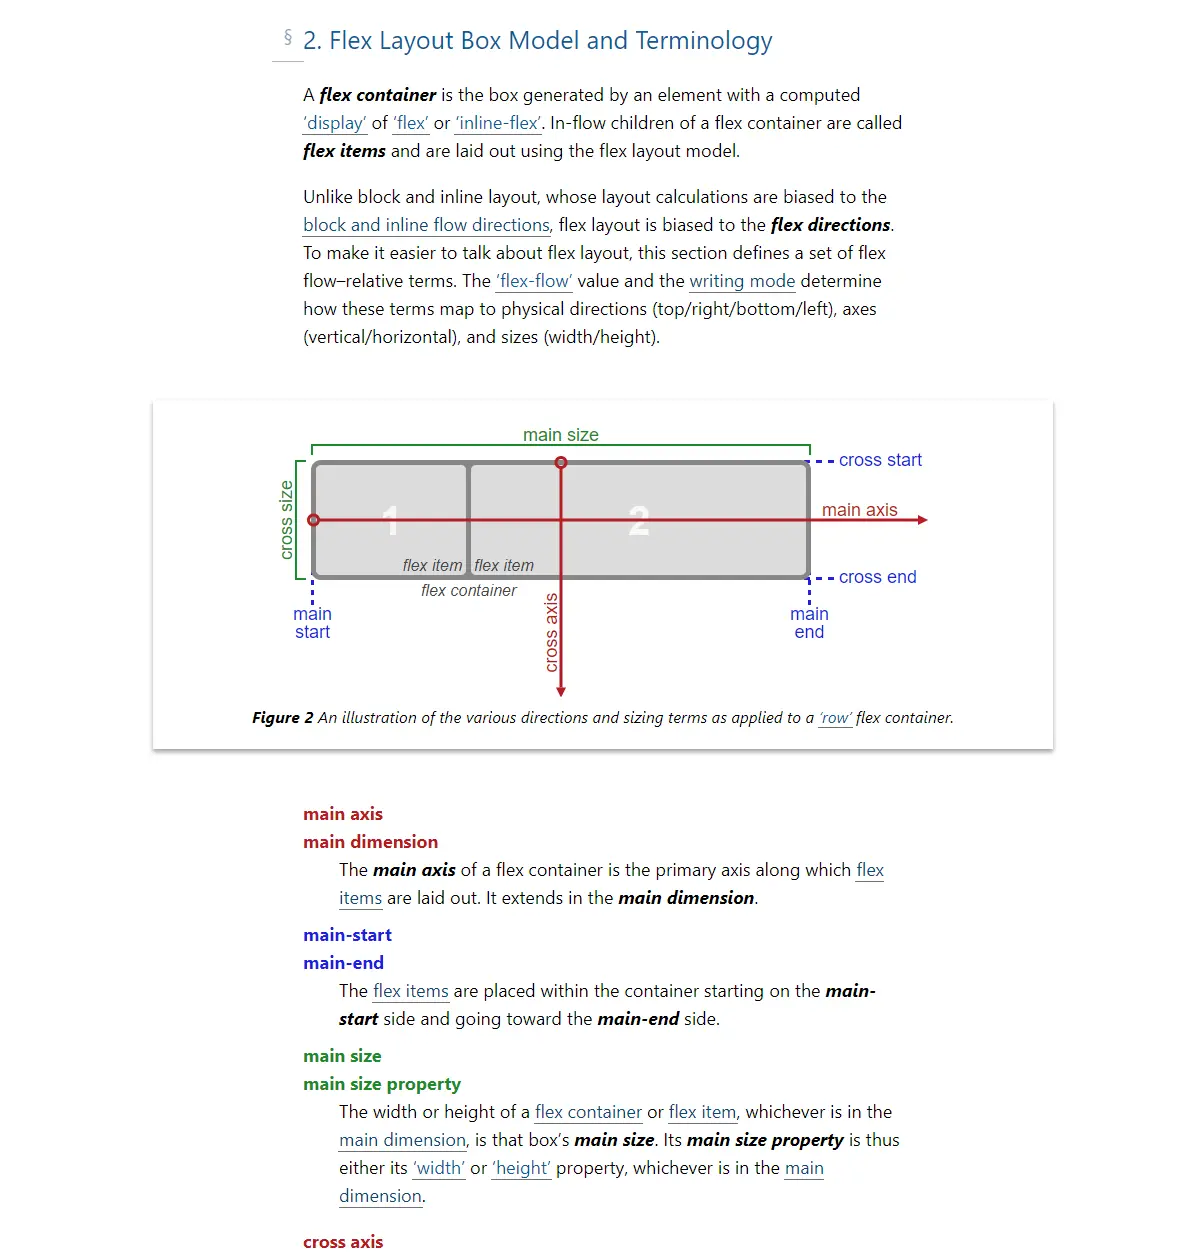 § 2. Flex Layout Box Model and Terminology
A flex container is the box generated by an element with a computed
‘display’ of ‘flex’ or ‘inline-flex’. In-flow children of a flex container are called
flex items and are laid out using the flex layout model.
Unlike block and inline layout, whose layout calculations are biased to the
block and inline flow directions, flex layout is biased to the flex directions.
To make it easier to talk about flex layout, this section defines a set of flex
flow–relative terms. The ‘flex-flow’ value and the writing mode determine
how these terms map to physical directions (top/right/bottom/left), axes
(vertical/horizontal), and sizes (width/height).
main size
cross start
cross size
main axis
1
2
flex item
flex item
cross end
flex container
cross axis
main
start
main
end
Figure 2 An illustration of the various directions and sizing terms as applied to a ‘row’ flex container.
main axis
main dimension
The main axis of a flex container is the primary axis along which flex
items are laid out. It extends in the main dimension.
main-start
main-end
The flex items are placed within the container starting on the main-
start side and going toward the main-end side.
main size
main size property
The width or height of a flex container or flex item, whichever is in the
main dimension, is that box’s main size. Its main size property is thus
either its ‘width’ or ‘height’ property, whichever is in the main
dimension.
cross axis